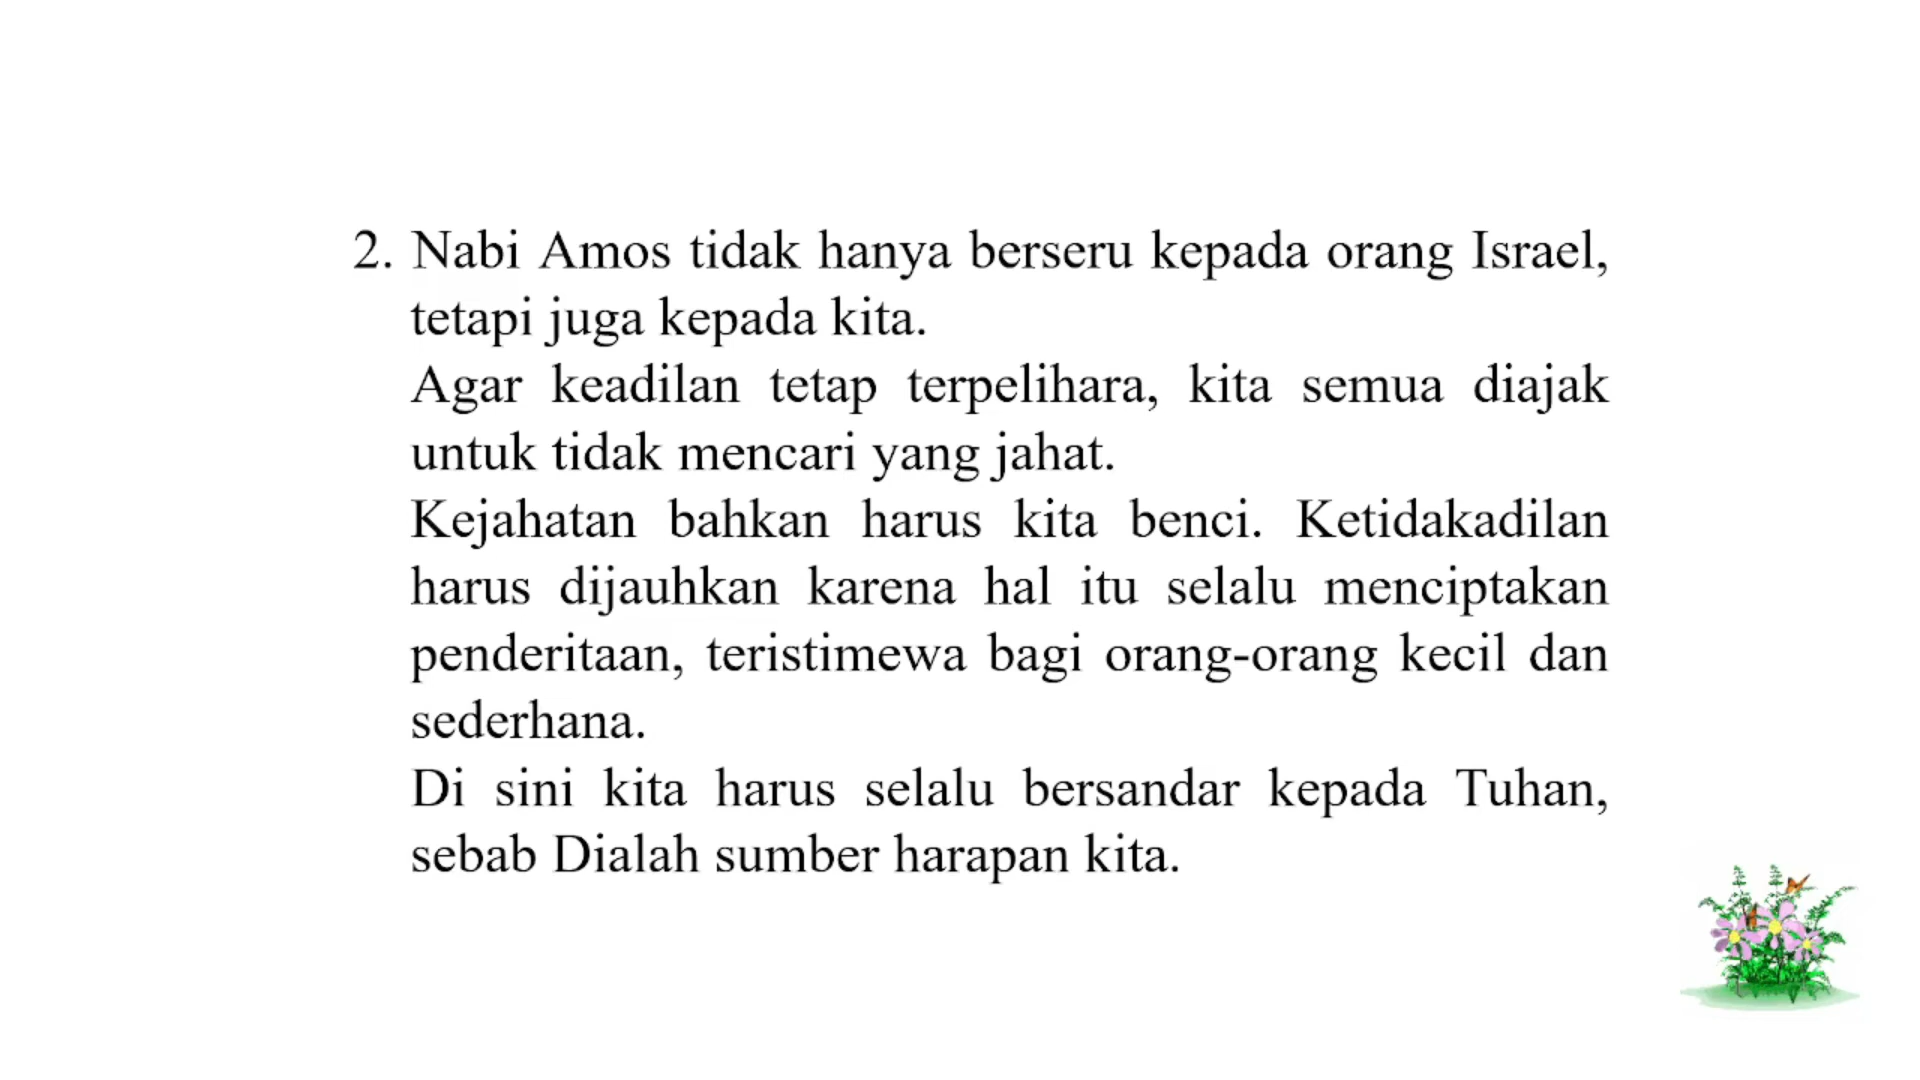 2. Nabi Amos tidak hanya berseru kepada orang Israel,
tetapi juga kepada kita.
Agar keadilan tetap terpelihara, kita semua diajak
untuk tidak mencari yang jahat.
Kejahatan bahkan harus kita benci. Ketidakadilan
harus dijauhkan karena hal itu selalu menciptakan
penderitaan, teristimewa bagi orang-orang kecil dan
sederhana.
Di sini kita harus selalu bersandar kepada Tuhan,
sebab Dialah sumber harapan kita.